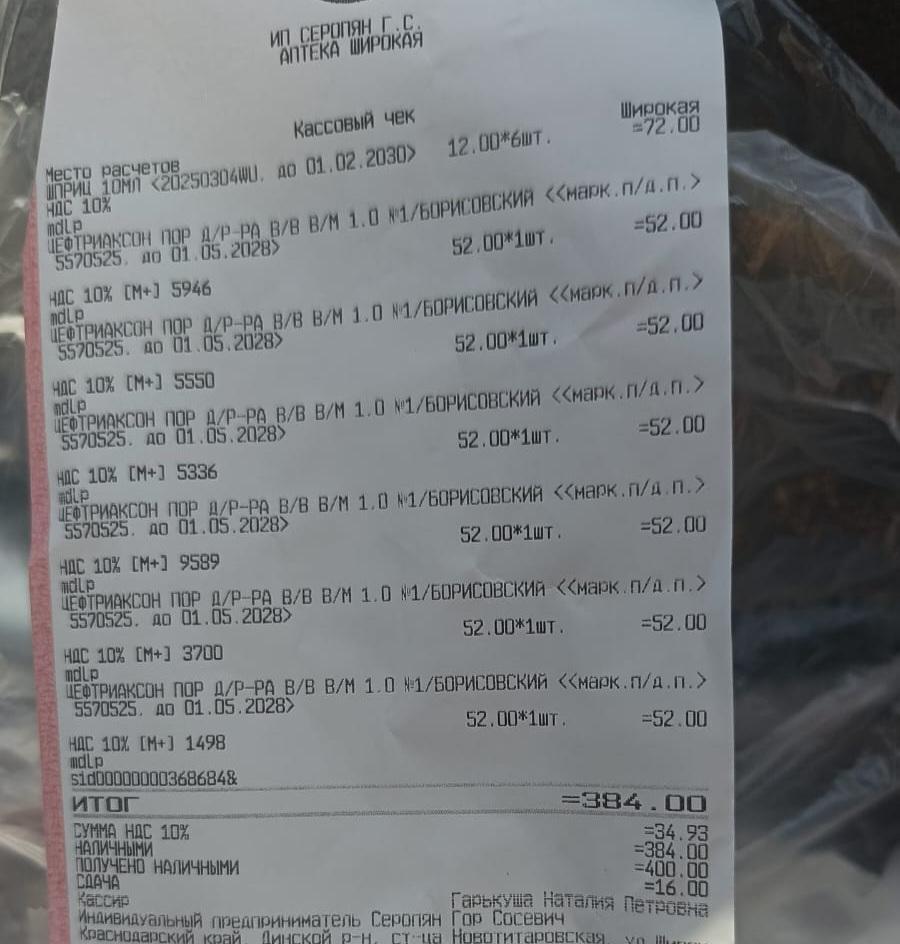 ИП СЕРОПЯН Г.С.
АПТЕКА ШИРОКАЯ
Кассовый чек
Место расчетов Широкая
ШПРИЦ 10МЛ <20250304WU. до 01.02.2030> 12.00*6шт. =72.00
НДС 10%
mdlp
ЦЕФТРИАКСОН ПОР Д/Р-РА В/В В/М 1.0 №1/БОРИСОВСКИЙ <<марк.п/д.п.>
5570525. до 01.05.2028> 52.00*1шт. =52.00
НДС 10% [M+] 5946
mdlp
ЦЕФТРИАКСОН ПОР Д/Р-РА В/В В/М 1.0 №1/БОРИСОВСКИЙ <<марк.п/д.п.>
5570525. до 01.05.2028> 52.00*1шт. =52.00
НДС 10% [M+] 5550
mdlp
ЦЕФТРИАКСОН ПОР Д/Р-РА В/В В/М 1.0 №1/БОРИСОВСКИЙ <<марк.п/д.п.>
5570525. до 01.05.2028> 52.00*1шт. =52.00
НДС 10% [M+] 5336
mdlp
ЦЕФТРИАКСОН ПОР Д/Р-РА В/В В/М 1.0 №1/БОРИСОВСКИЙ <<марк.п/д.п.>
5570525. до 01.05.2028> 52.00*1шт. =52.00
НДС 10% [M+] 9589
mdlp
ЦЕФТРИАКСОН ПОР Д/Р-РА В/В В/М 1.0 №1/БОРИСОВСКИЙ <<марк.п/д.п.>
5570525. до 01.05.2028> 52.00*1шт. =52.00
НДС 10% [M+] 3700
mdlp
ЦЕФТРИАКСОН ПОР Д/Р-РА В/В В/М 1.0 №1/БОРИСОВСКИЙ <<марк.п/д.п.>
5570525. до 01.05.2028> 52.00*1шт. =52.00
НДС 10% [M+] 1498
mdlp
sid00000000368684&
ИТОГ =384.00
СУММА НДС 10% =34.93
НАЛИЧНЫМИ =384.00
ПОЛУЧЕНО НАЛИЧНЫМИ =400.00
СДАЧА =16.00
Кассир Гарькуша Наталия Петровна
Индивидуальный предприниматель Серопян Гор Сосевич
Краснодарский край, Динской р-н, ст-ца Новотитаровская, ул